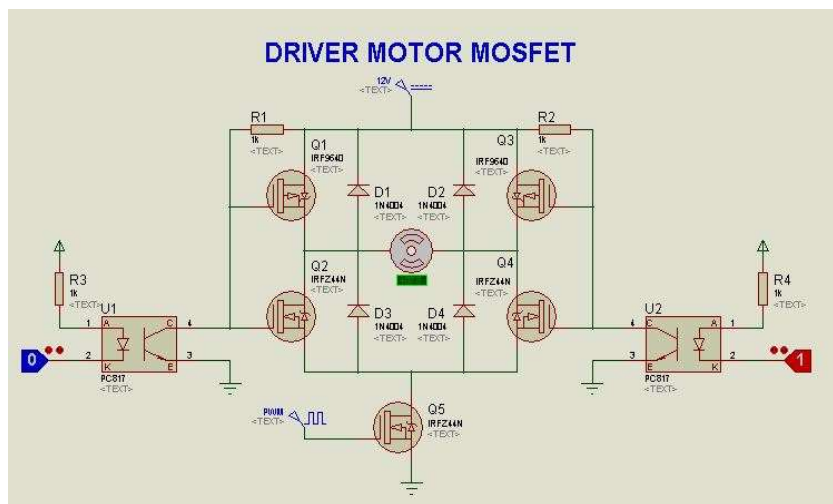 DRIVER MOTOR MOSFET
12V
<TEXT>
R1
1k
<TEXT>
R2
1k
<TEXT>
Q1
IRF9640
<TEXT>
Q3
IRF9640
<TEXT>
D1
1N4004
<TEXT>
D2
1N4004
<TEXT>
Q2
IRFZ44N
<TEXT>
Q4
IRFZ44N
<TEXT>
D3
1N4004
<TEXT>
D4
1N4004
<TEXT>
R3
1k
<TEXT>
R4
1k
<TEXT>
U1
1 A C 4
2 K E 3
PC817
<TEXT>
0
U2
4 C A 1
3 E K 2
PC817
<TEXT>
1
PWM
<TEXT>
Q5
IRFZ44N
<TEXT>